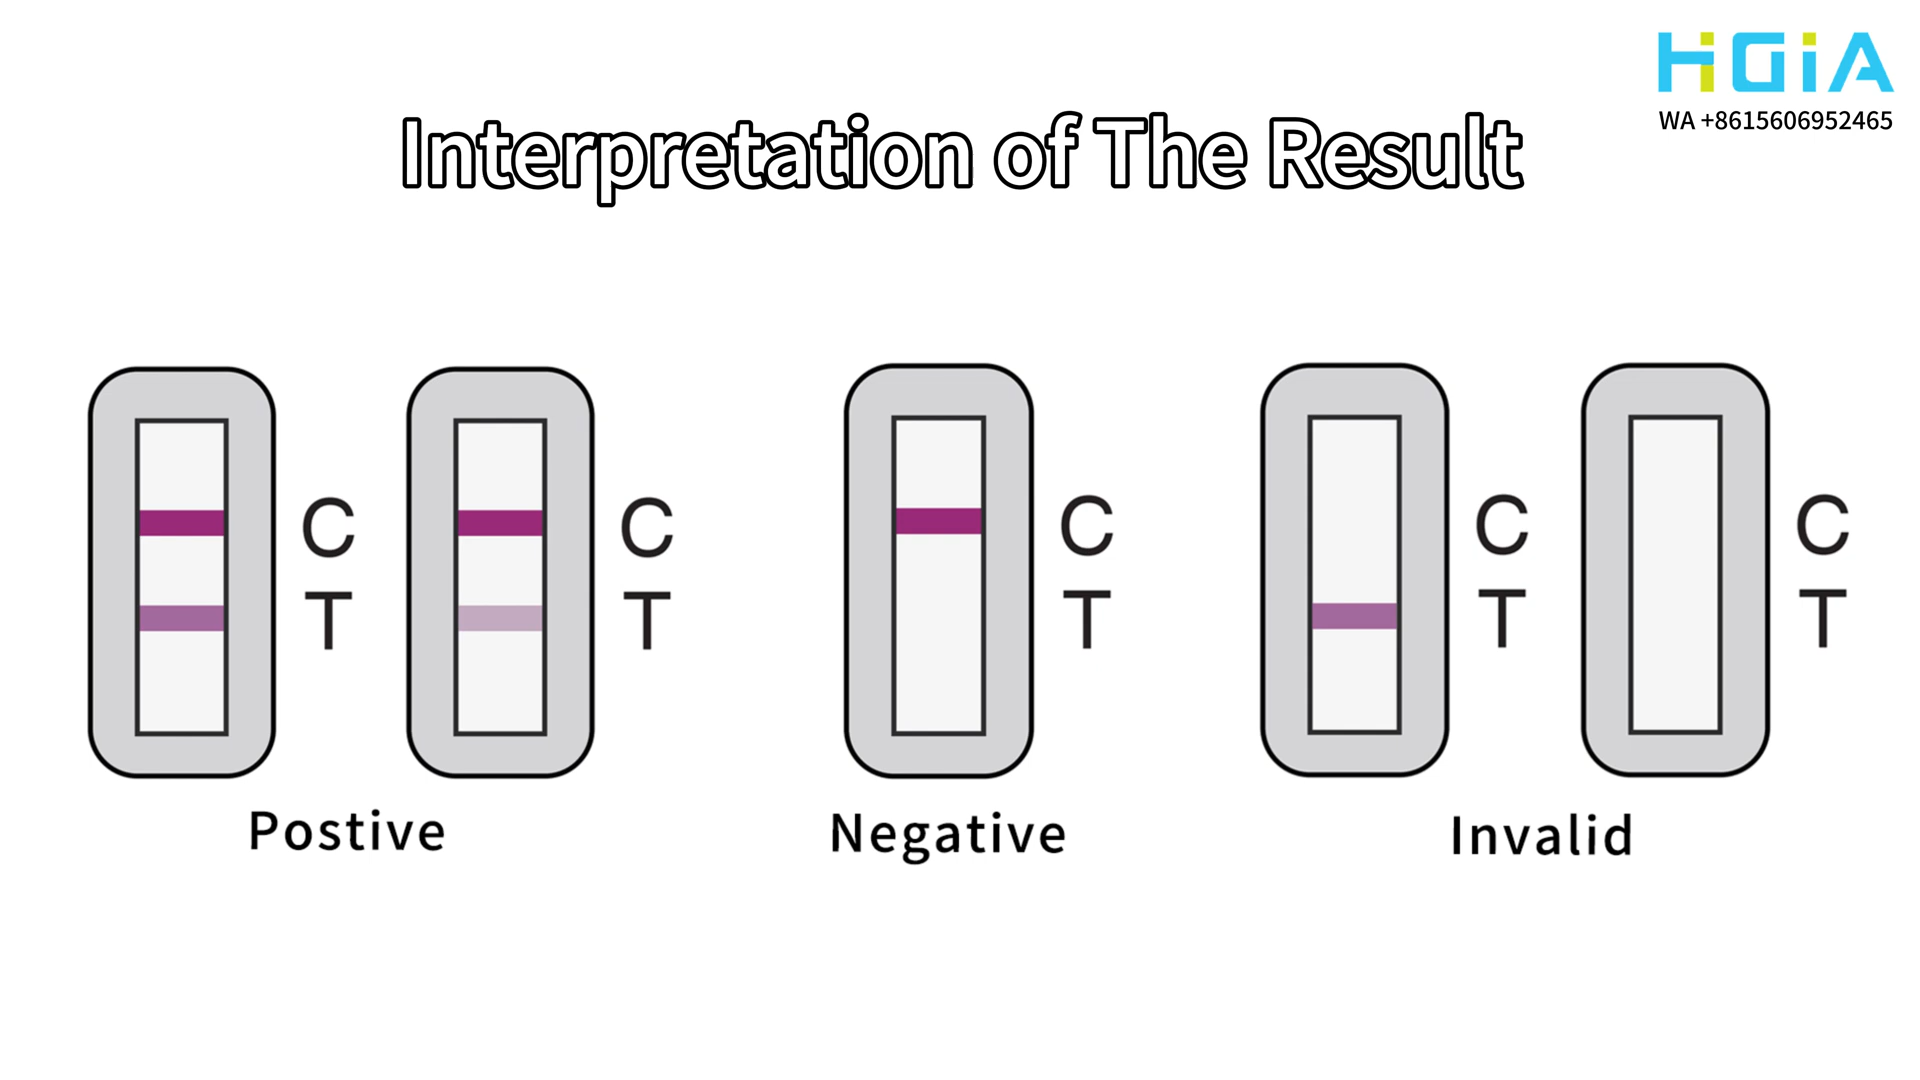 HGiA
WA +8615606952465
Interpretation of The Result
C C C C C
T T T T T
Postive Negative Invalid